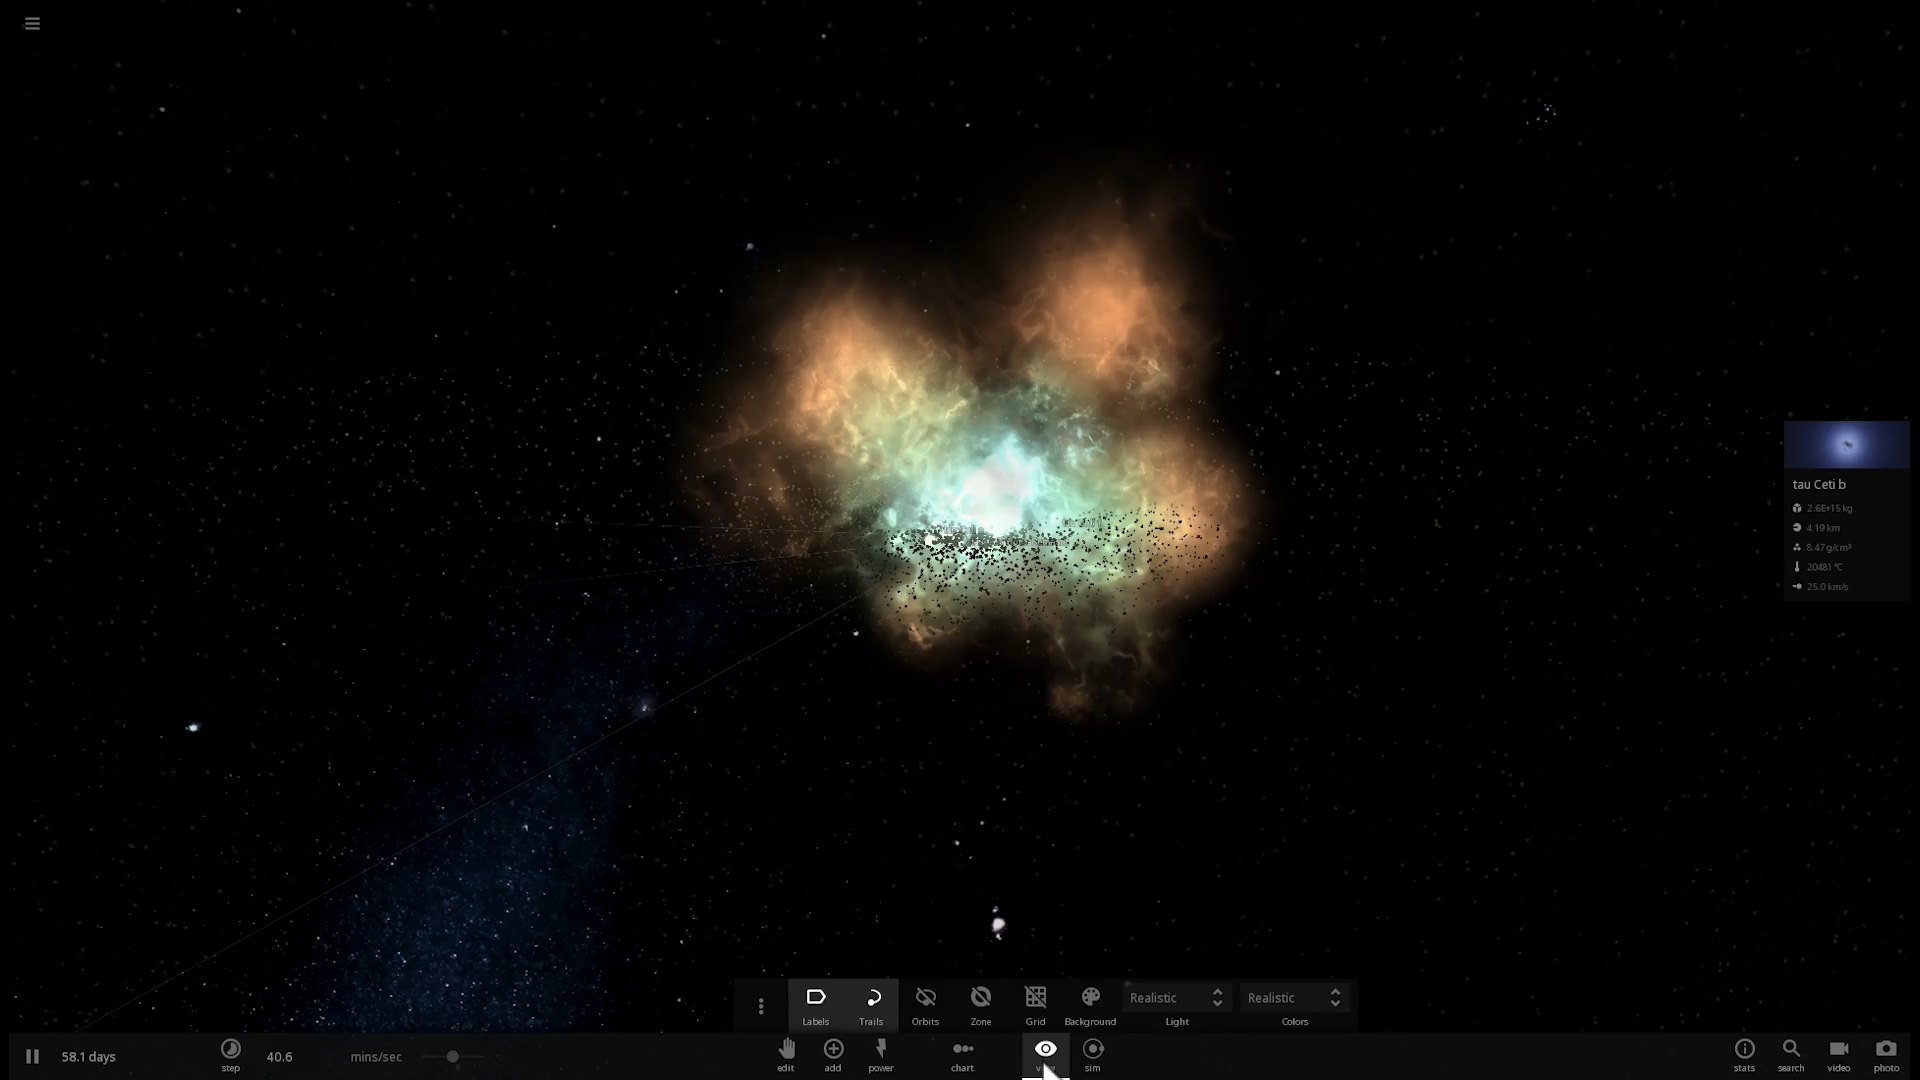 tau Ceti b
2.6E+15 kg
4.19 km
8.47 g/cm³
20481 °C
25.0 km/s
Labels
Trails
Orbits
Zone
Grid
Background
Realistic
Light
Realistic
Colors
58.1 days
step
40.6
mins/sec
edit
add
power
chart
sim
stats
search
video
photo